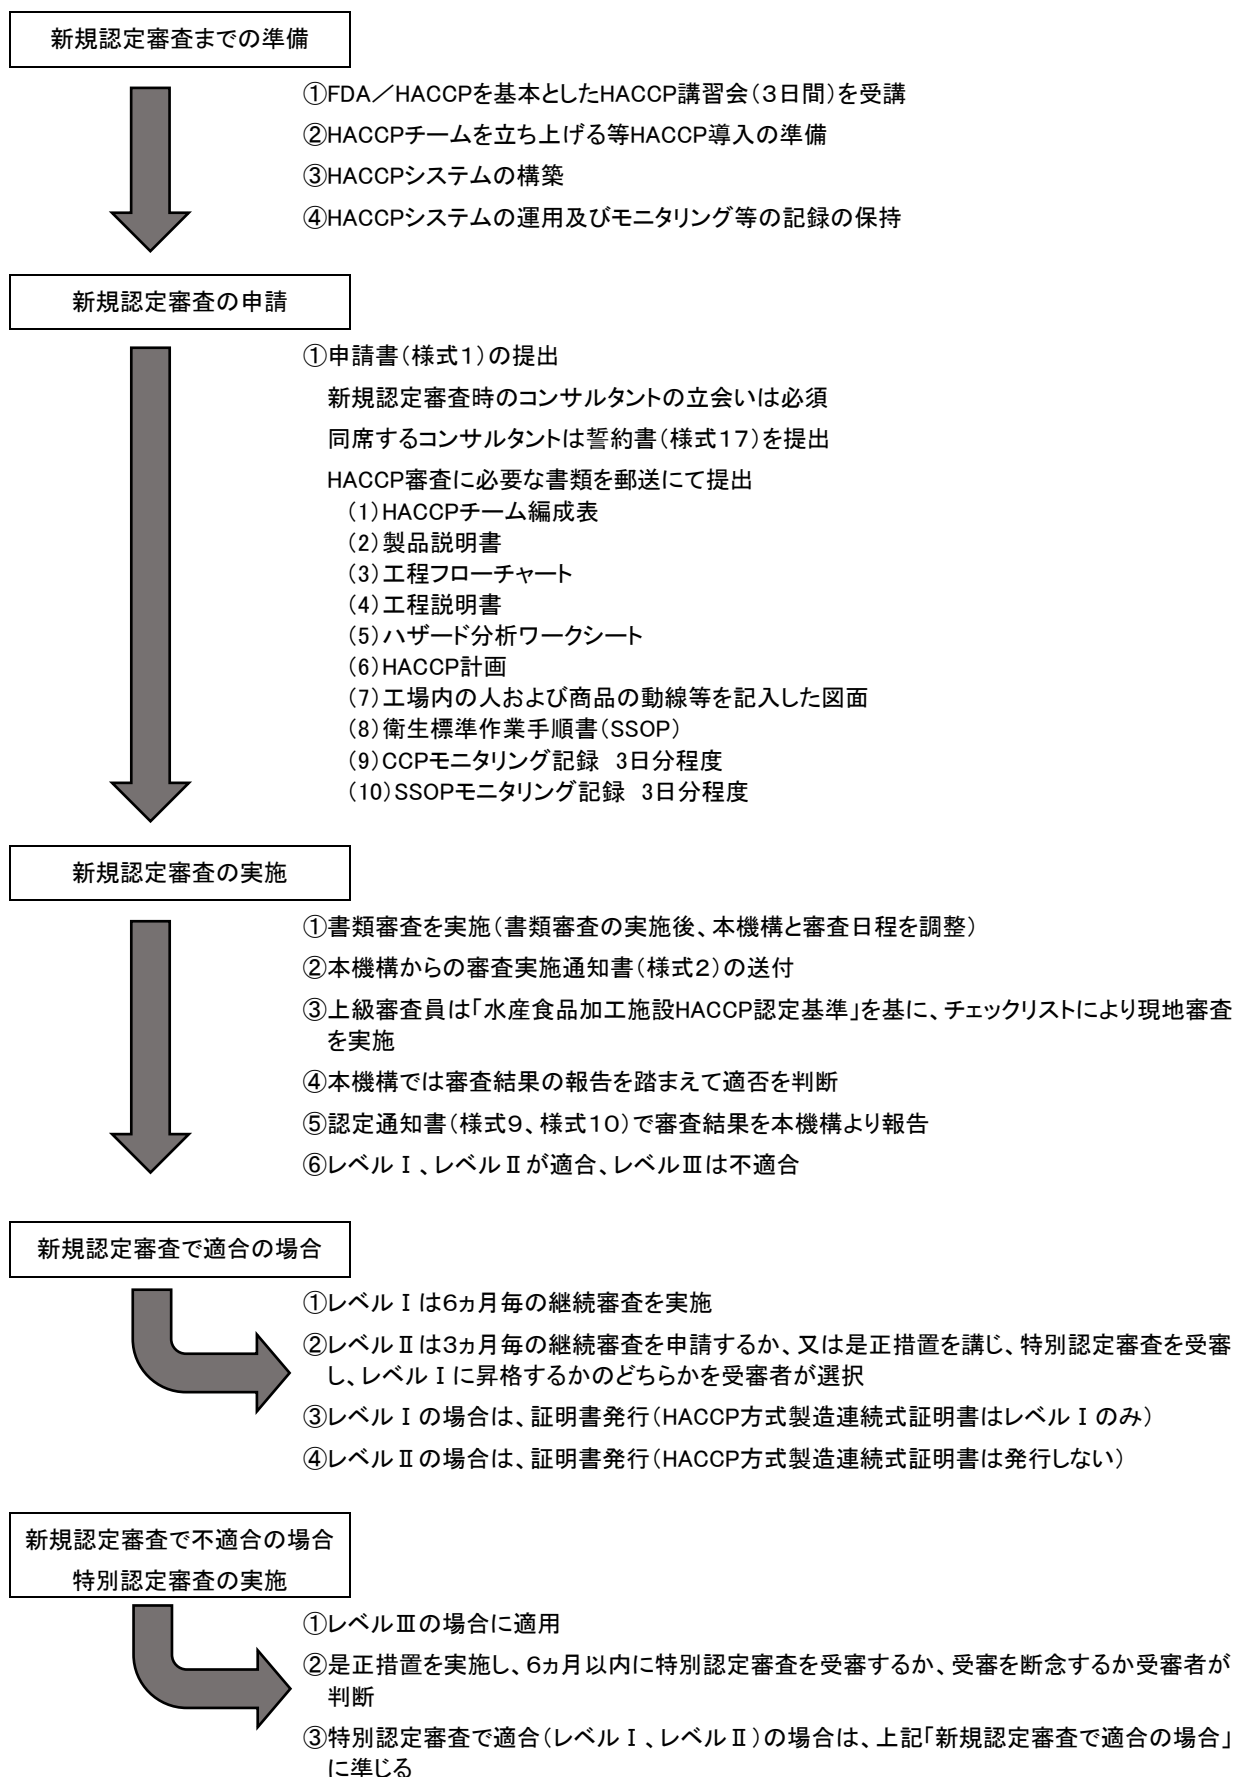 新規認定審査までの準備
①FDA／HACCPを基本としたHACCP講習会（３日間）を受講
②HACCPチームを立ち上げる等HACCP導入の準備
③HACCPシステムの構築
④HACCPシステムの運用及びモニタリング等の記録の保持
新規認定審査の申請
①申請書（様式１）の提出
新規認定審査時のコンサルタントの立会いは必須
同席するコンサルタントは誓約書（様式１７）を提出
HACCP審査に必要な書類を郵送にて提出
（1）HACCPチーム編成表
（2）製品説明書
（3）工程フローチャート
（4）工程説明書
（5）ハザード分析ワークシート
（6）HACCP計画
（7）工場内の人および商品の動線等を記入した図面
（8）衛生標準作業手順書（SSOP）
（9）CCPモニタリング記録　3日分程度
（10）SSOPモニタリング記録　3日分程度
新規認定審査の実施
①書類審査を実施（書類審査の実施後、本機構と審査日程を調整）
②本機構からの審査実施通知書（様式２）の送付
③上級審査員は「水産食品加工施設HACCP認定基準」を基に、チェックリストにより現地審査
を実施
④本機構では審査結果の報告を踏まえて適否を判断
⑤認定通知書（様式９、様式１０）で審査結果を本機構より報告
⑥レベルⅠ、レベルⅡが適合、レベルⅢは不適合
新規認定審査で適合の場合
①レベルⅠは６ヵ月毎の継続審査を実施
②レベルⅡは３ヵ月毎の継続審査を申請するか、又は是正措置を講じ、特別認定審査を受審
し、レベルⅠに昇格するかのどちらかを受審者が選択
③レベルⅠの場合は、証明書発行（HACCP方式製造連続式証明書はレベルⅠのみ）
④レベルⅡの場合は、証明書発行（HACCP方式製造連続式証明書は発行しない）
新規認定審査で不適合の場合
特別認定審査の実施
①レベルⅢの場合に適用
②是正措置を実施し、６ヵ月以内に特別認定審査を受審するか、受審を断念するか受審者が
判断
③特別認定審査で適合（レベルⅠ、レベルⅡ）の場合は、上記「新規認定審査で適合の場合」
に準じる